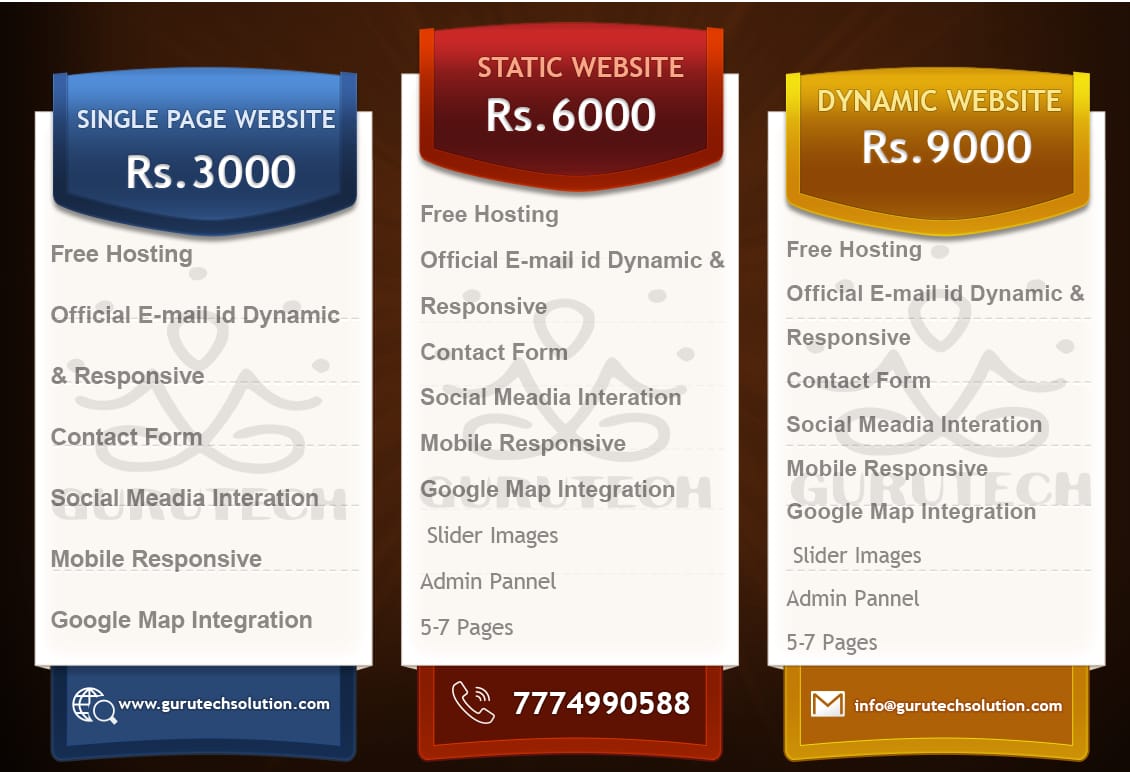 SINGLE PAGE WEBSITE
Rs.3000
Free Hosting
Official E-mail id Dynamic
& Responsive
Contact Form
Social Meadia Interation
Mobile Responsive
Google Map Integration
GURUTECH
www.gurutechsolution.com
STATIC WEBSITE
Rs.6000
Free Hosting
Official E-mail id Dynamic &
Responsive
Contact Form
Social Meadia Interation
Mobile Responsive
Google Map Integration
Slider Images
Admin Pannel
5-7 Pages
GURUTECH
7774990588
DYNAMIC WEBSITE
Rs.9000
Free Hosting
Official E-mail id Dynamic &
Responsive
Contact Form
Social Meadia Interation
Mobile Responsive
Google Map Integration
Slider Images
Admin Pannel
5-7 Pages
GURUTECH
info@gurutechsolution.com